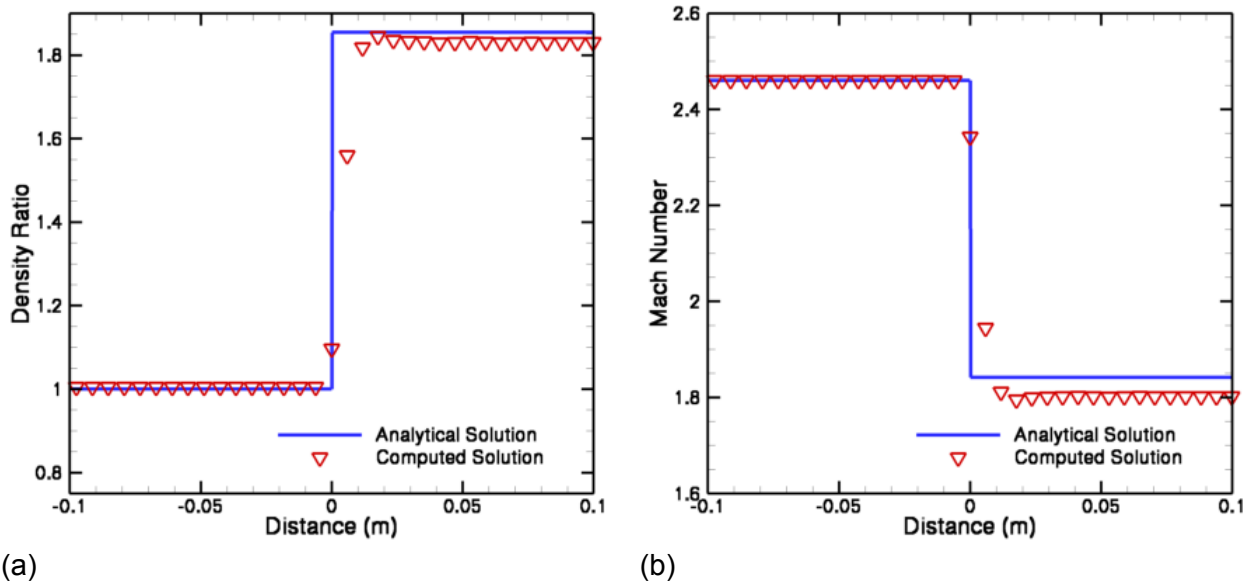 1.8
1.6
1.4
1.2
1
0.8
Density Ratio
-0.1
-0.05
0
0.05
0.1
Distance (m)
Analytical Solution
Computed Solution
(a)
2.6
2.4
2.2
2
1.8
1.6
Mach Number
-0.1
-0.05
0
0.05
0.1
Distance (m)
Analytical Solution
Computed Solution
(b)